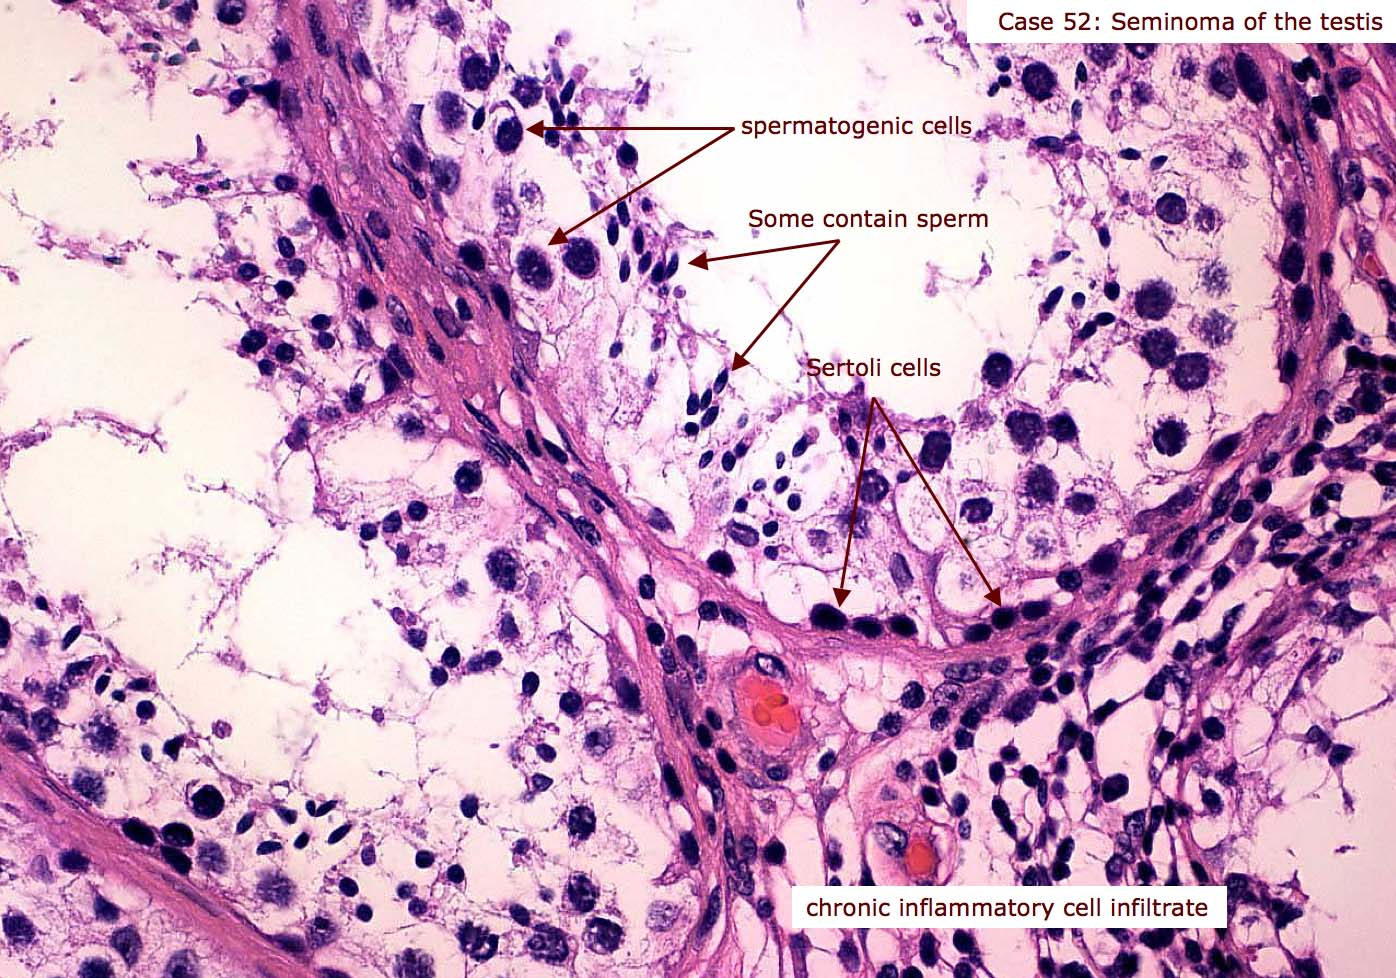 Case 52: Seminoma of the testis
spermatogenic cells
Some contain sperm
Sertoli cells
chronic inflammatory cell infiltrate